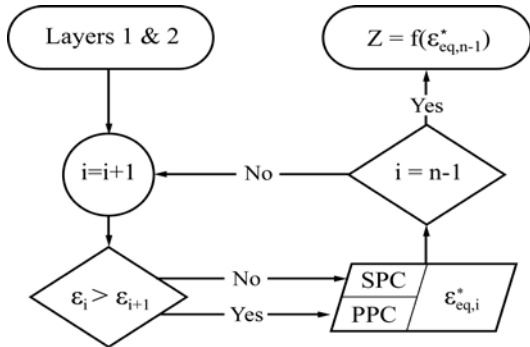 Layers 1 & 2
Z = f(ε*eq,n-1)
Yes
i=i+1
No
i = n-1
εi > εi+1
No
Yes
SPC
PPC
ε*eq,i